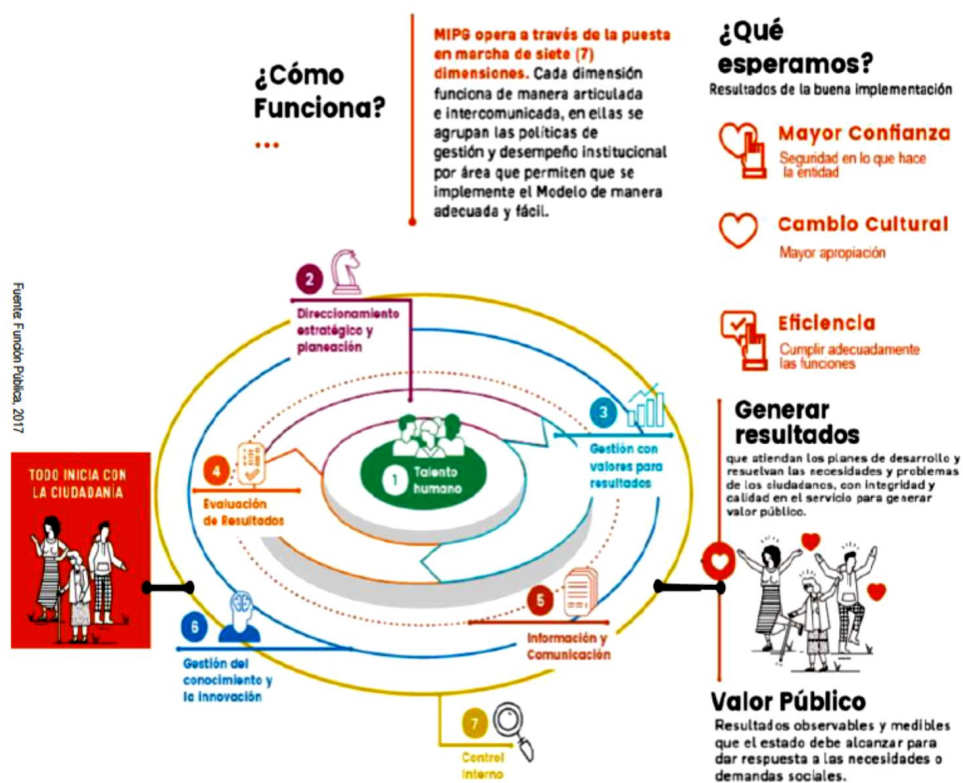 ¿Cómo
Funciona?
...
MIPG opera a través de la puesta
en marcha de siete (7)
dimensiones. Cada dimensión
funciona de manera articulada
e intercomunicada, en ellas se
agrupan las políticas de
gestión y desempeño institucional
por área que permiten que se
implemente el Modelo de manera
adecuada y fácil.
¿Qué
esperamos?
Resultados de la buena implementación
Mayor Confianza
Seguridad en lo que hace
la entidad
Cambio Cultural
Mayor apropiación
Eficiencia
Cumplir adecuadamente
las funciones
Fuente: Función Pública, 2017
TODO INICIA CON
LA CIUDADANÍA
2
Direccionamiento
estratégico y
planeación
3
Gestión con
valores para
resultados
1
Talento
humano
4
Evaluación
de Resultados
5
Información y
Comunicación
6
Gestión del
conocimiento y
la innovación
7
Control
Interno
Generar
resultados
que atiendan los planes de desarrollo y
resuelvan las necesidades y problemas
de los ciudadanos, con integridad y
calidad en el servicio para generar
valor público.
Valor Público
Resultados observables y medibles
que el estado debe alcanzar para
dar respuesta a las necesidades o
demandas sociales.